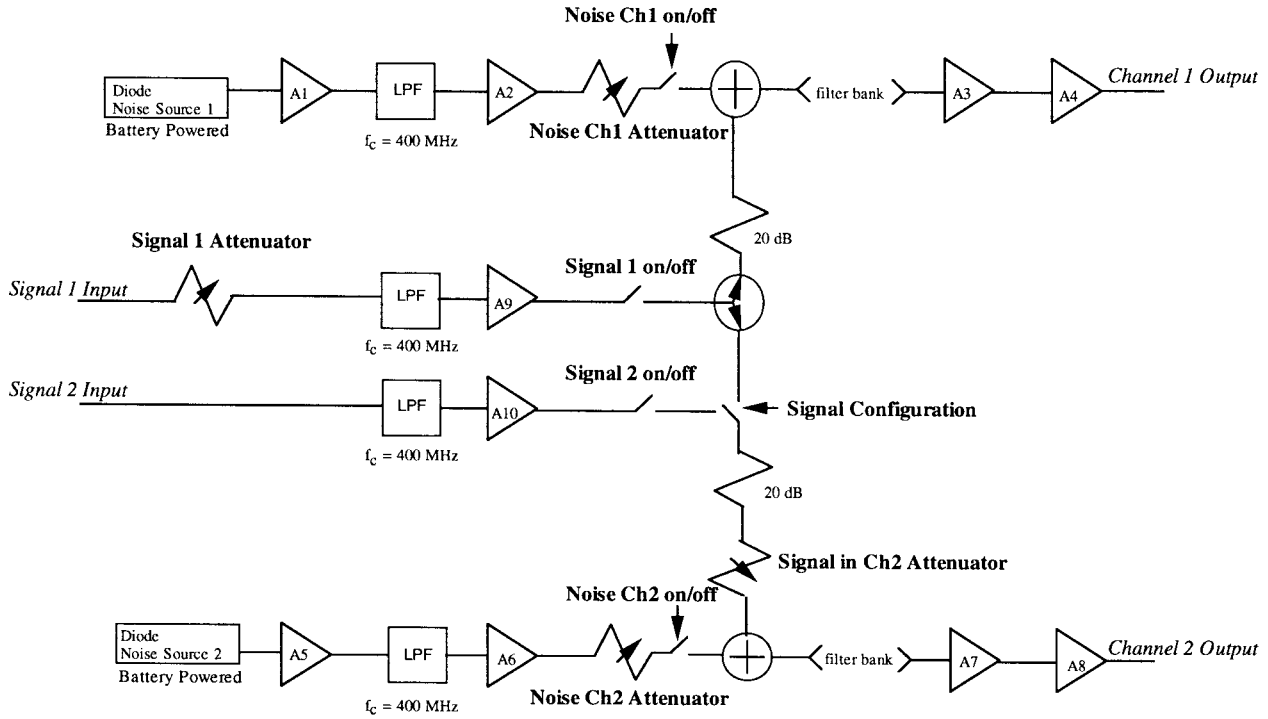 Noise Ch1 on/off
Diode
Noise Source 1
Battery Powered
A1
LPF
fc = 400 MHz
A2
Noise Ch1 Attenuator
filter bank
A3
A4
Channel 1 Output
20 dB
Signal 1 Attenuator
Signal 1 Input
LPF
fc = 400 MHz
A9
Signal 1 on/off
Signal 2 Input
LPF
fc = 400 MHz
A10
Signal 2 on/off
Signal Configuration
20 dB
Signal in Ch2 Attenuator
Noise Ch2 on/off
Diode
Noise Source 2
Battery Powered
A5
LPF
fc = 400 MHz
A6
Noise Ch2 Attenuator
filter bank
A7
A8
Channel 2 Output